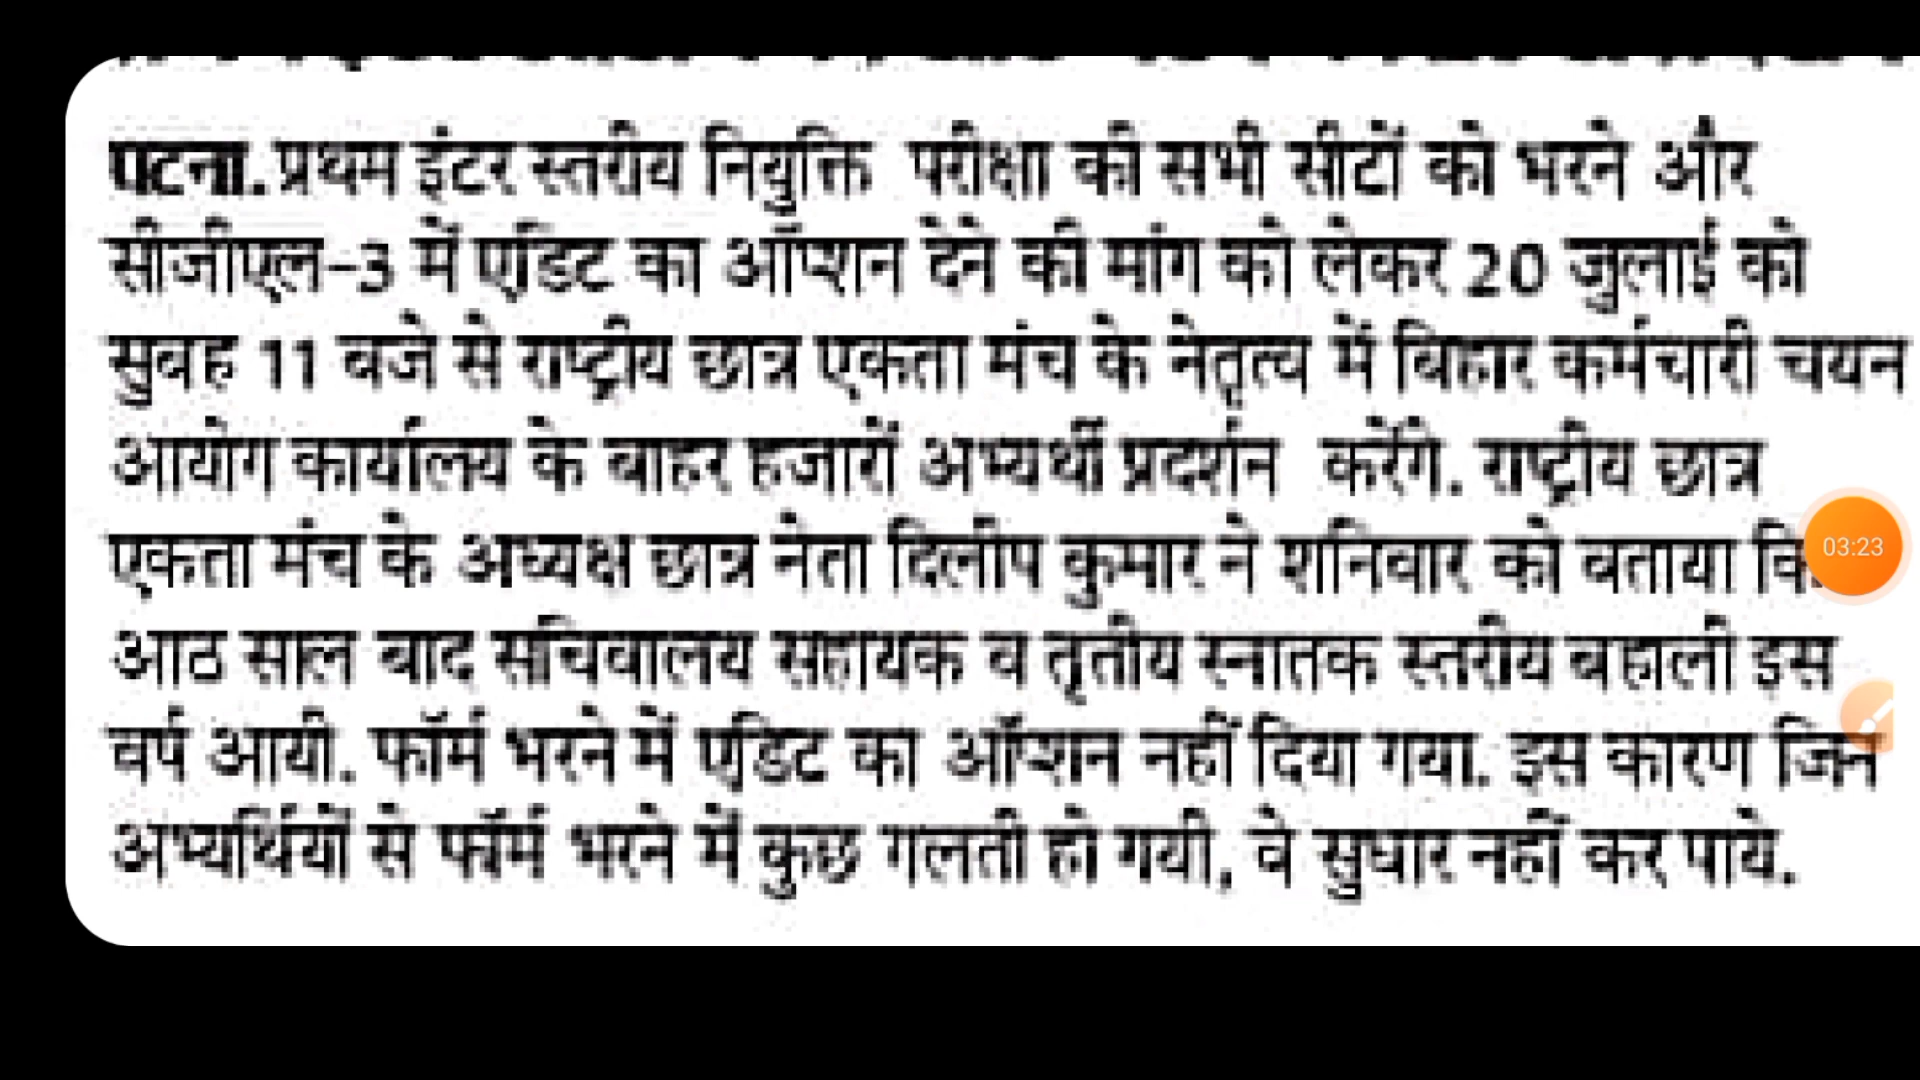 पटना. प्रथम इंटर स्तरीय नियुक्ति परीक्षा की सभी सीटों को भरने और
सीजीएल-3 में एडिट का ऑप्शन देने की मांग को लेकर 20 जुलाई को
सुबह 11 बजे से राष्ट्रीय छात्र एकता मंच के नेतृत्व में बिहार कर्मचारी चयन
आयोग कार्यालय के बाहर हजारों अभ्यर्थी प्रदर्शन करेंगे. राष्ट्रीय छात्र
एकता मंच के अध्यक्ष छात्र नेता दिलीप कुमार ने शनिवार को बताया कि
03:23
आठ साल बाद सचिवालय सहायक व तृतीय स्नातक स्तरीय बहाली इस
वर्ष आयी. फॉर्म भरने में एडिट का ऑप्शन नहीं दिया गया. इस कारण जिन
अभ्यर्थियों से फॉर्म भरने में कुछ गलती हो गयी, वे सुधार नहीं कर पाये.